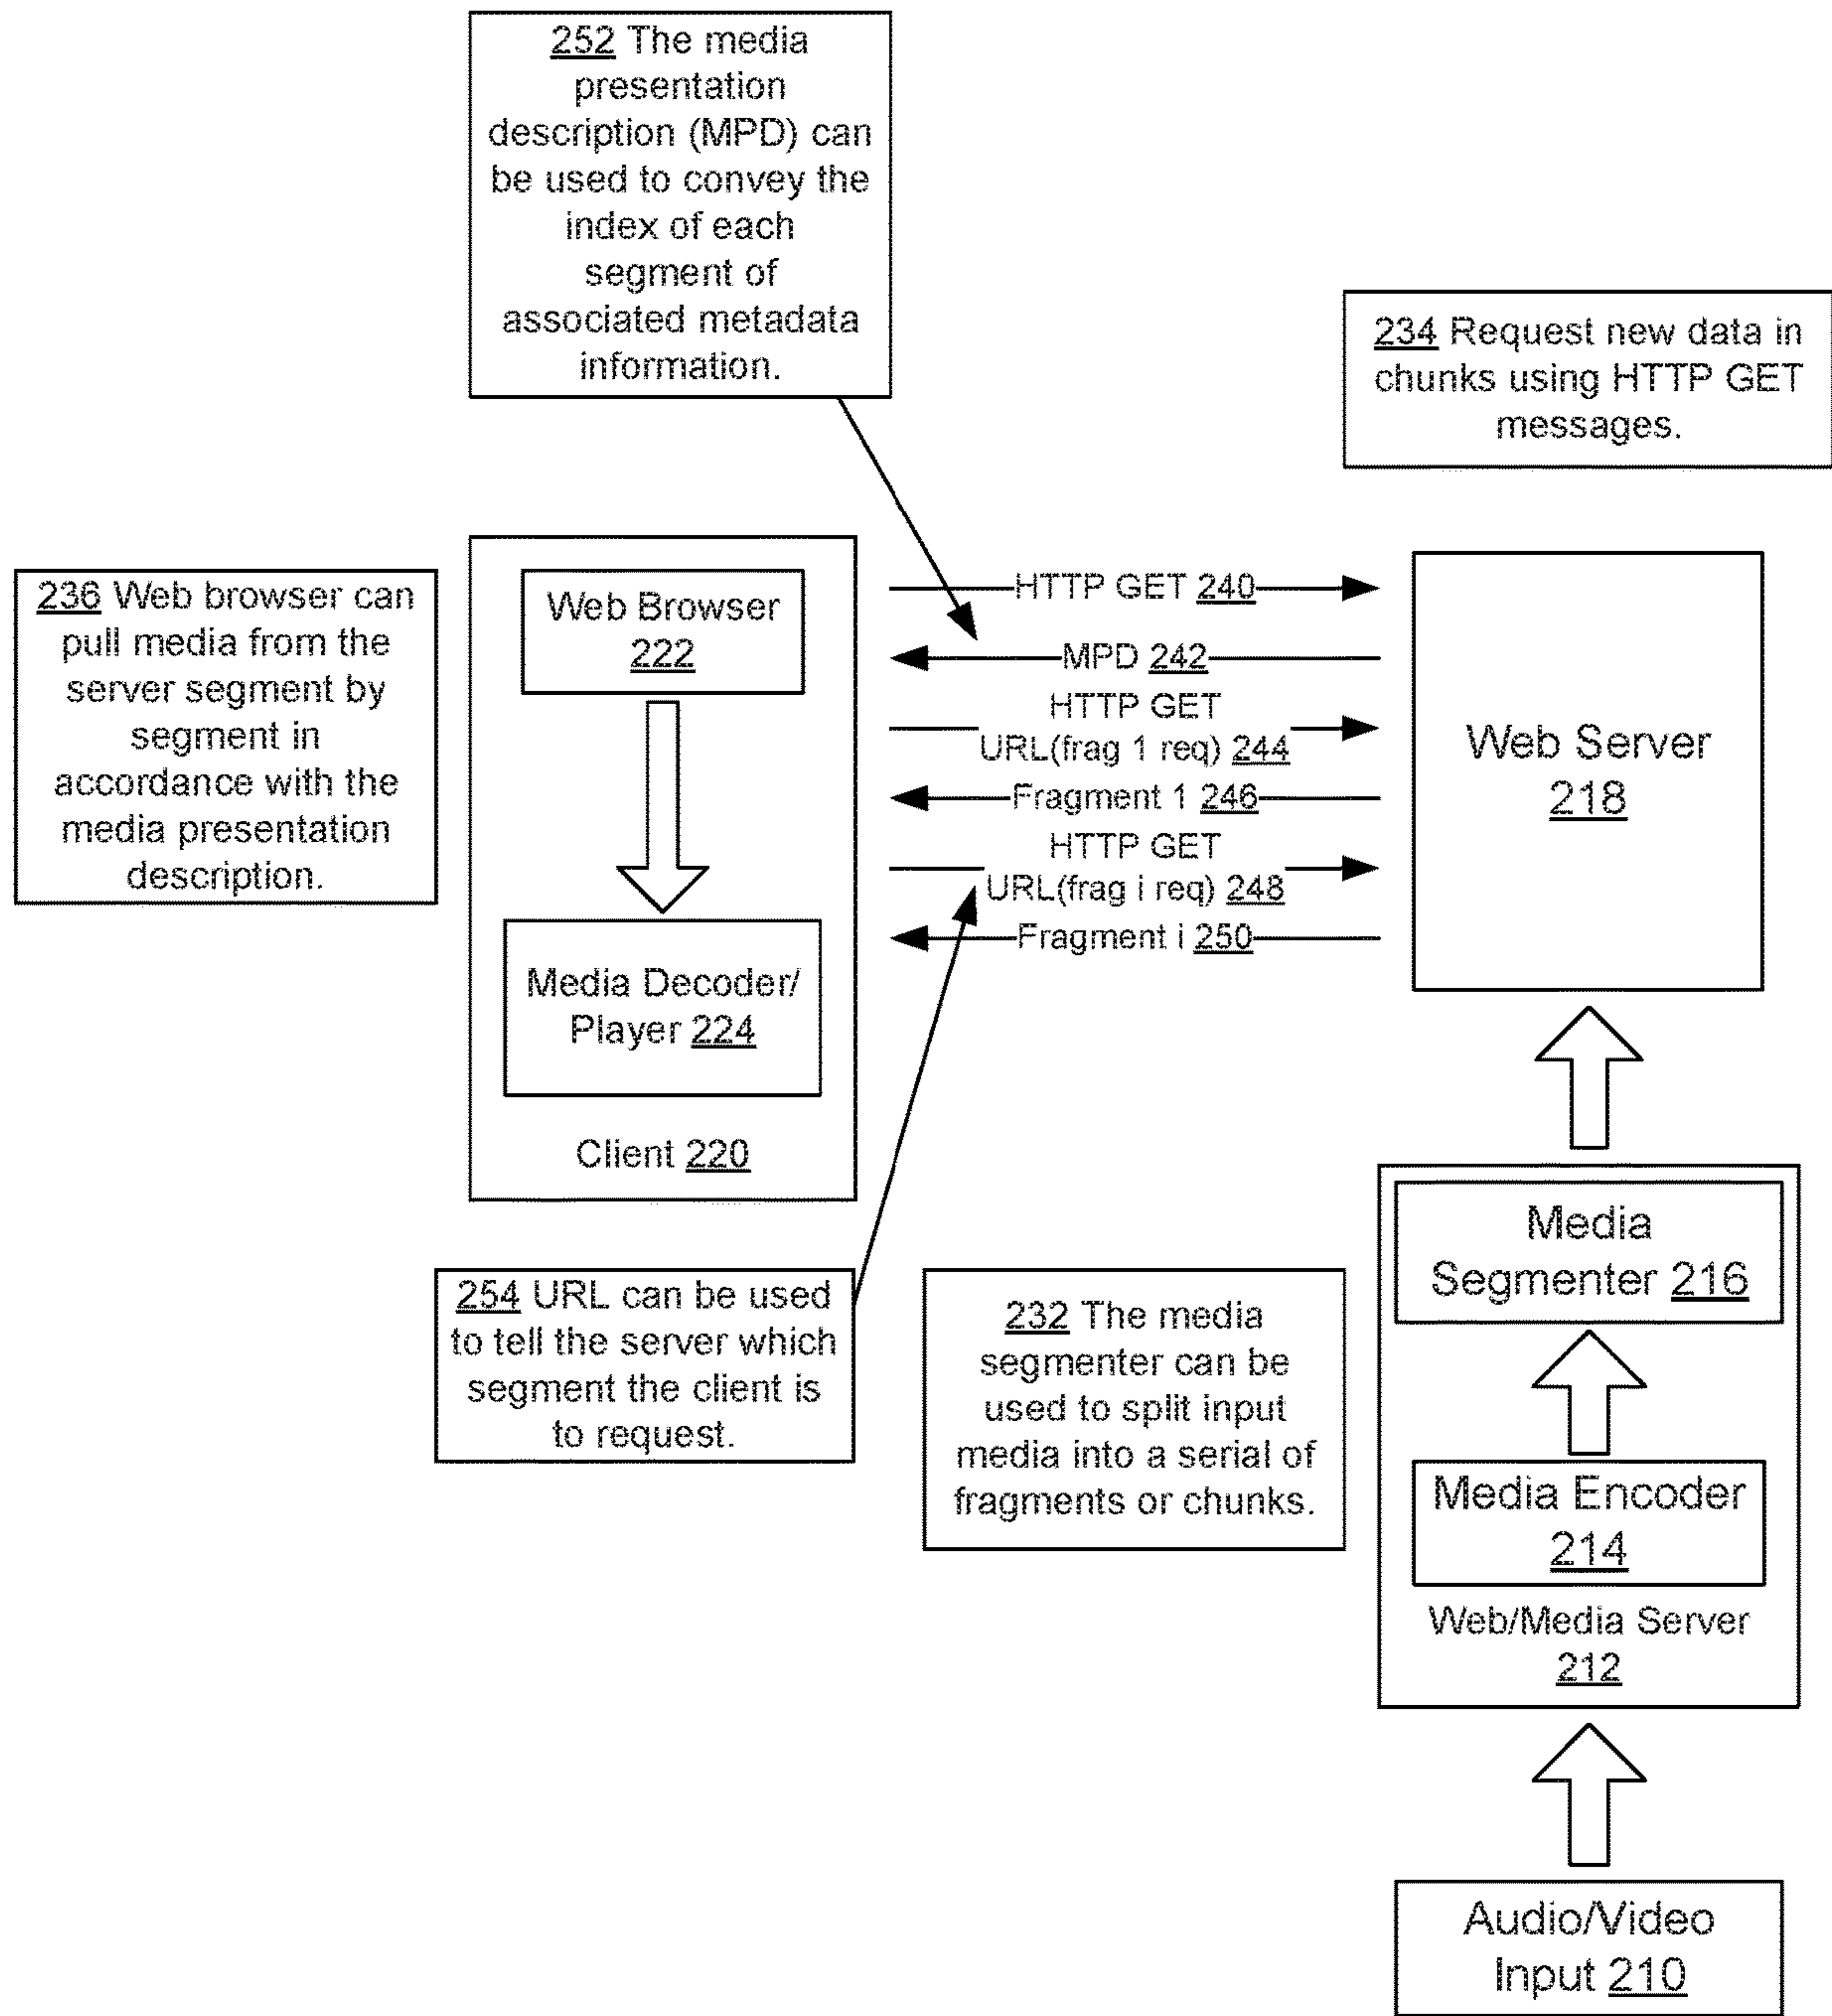 252 The media
presentation
description (MPD) can
be used to convey the
index of each
segment of
associated metadata
information.
234 Request new data in
chunks using HTTP GET
messages.
236 Web browser can
pull media from the
server segment by
segment in
accordance with the
media presentation
description.
Web Browser
222
Media Decoder/
Player 224
Client 220
HTTP GET 240
MPD 242
HTTP GET
URL(frag 1 req) 244
Fragment 1 246
HTTP GET
URL(frag i req) 248
Fragment i 250
Web Server
218
254 URL can be used
to tell the server which
segment the client is
to request.
232 The media
segmenter can be
used to split input
media into a serial of
fragments or chunks.
Media
Segmenter 216
Media Encoder
214
Web/Media Server
212
Audio/Video
Input 210